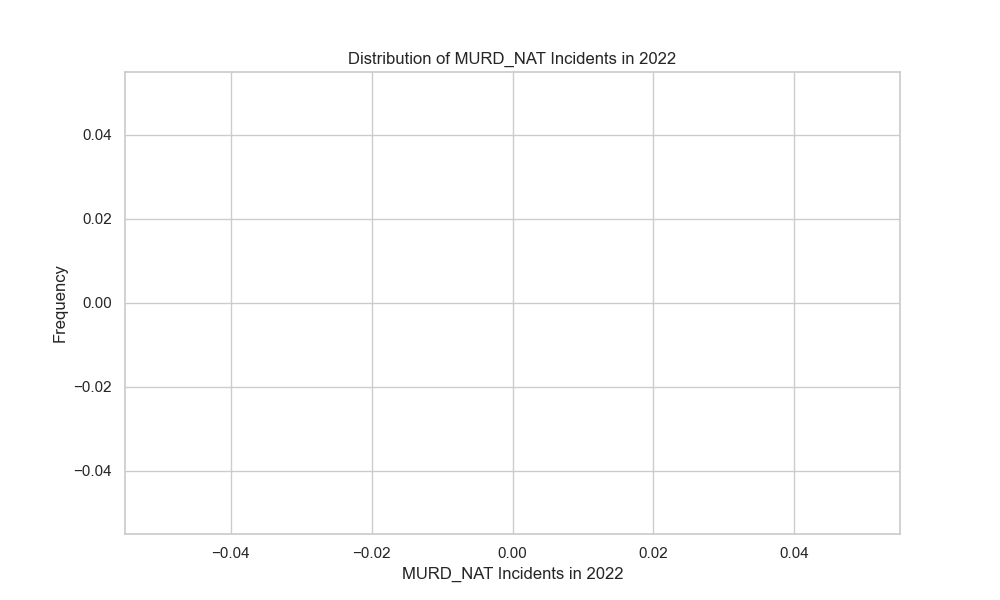 Distribution of MURD_NAT Incidents in 2022
0.04
0.02
0.00
−0.02
−0.04
Frequency
−0.04 −0.02 0.00 0.02 0.04
MURD_NAT Incidents in 2022